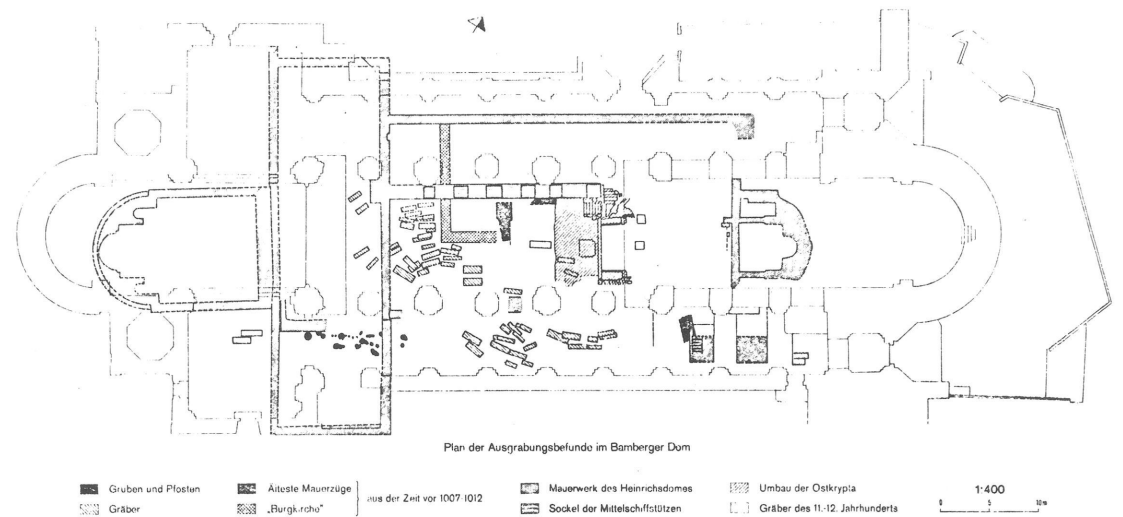 Plan der Ausgrabungsbefunde im Bamberger Dom
Gruben und Pfosten
Gräber
Älteste Mauerzüge
„Burgkirche"
aus der Zeit vor 1007-1012
Mauerwerk des Heinrichsdomes
Sockel der Mittelschiffstützen
Umbau der Ostkrypta
Gräber des 11.-12. Jahrhunderts
1:400
0 5 10m